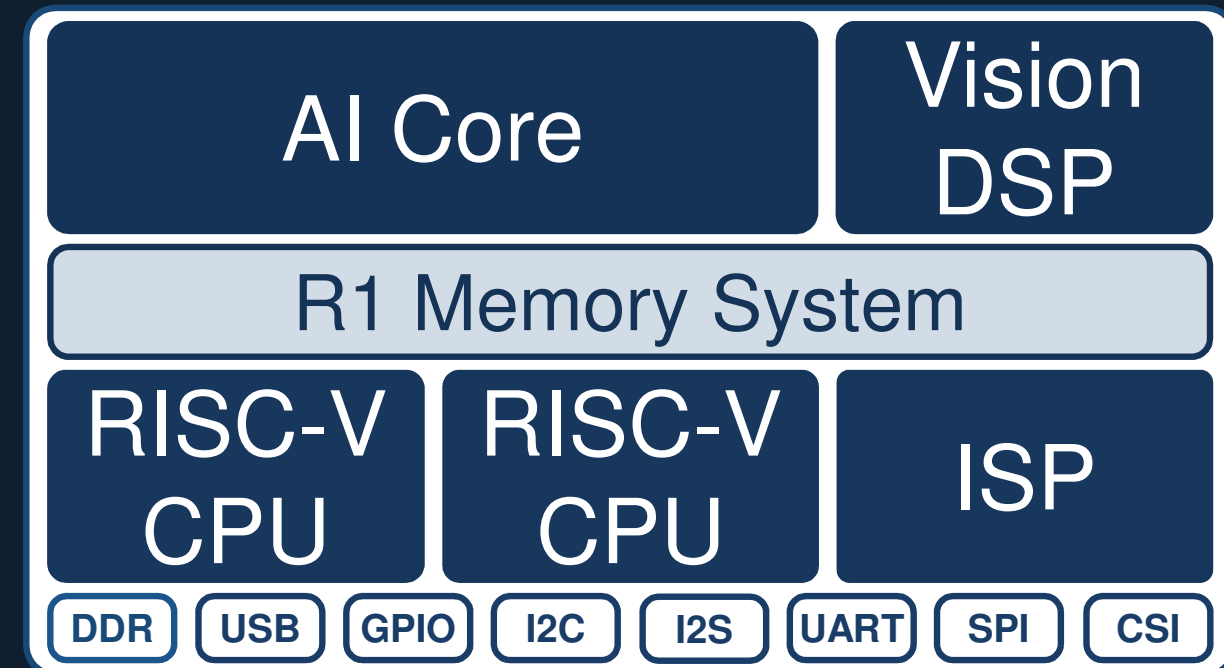 AI Core
Vision
DSP
R1 Memory System
RISC-V
CPU
RISC-V
CPU
ISP
DDR
USB
GPIO
I2C
I2S
UART
SPI
CSI